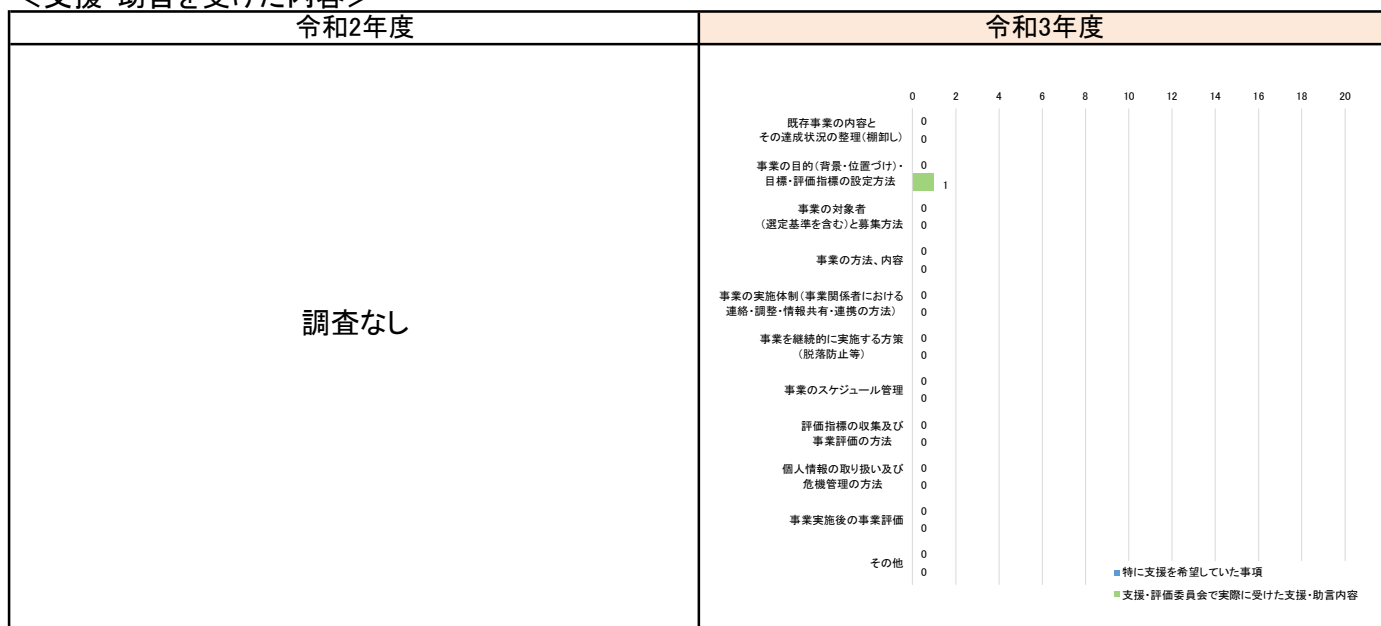 ＜支援・助言を受けた内容＞
令和2年度
令和3年度
調査なし
0 2 4 6 8 10 12 14 16 18 20
既存事業の内容と
その達成状況の整理（棚卸し）
0
0
事業の目的（背景・位置づけ）・
目標・評価指標の設定方法
0
1
事業の対象者
（選定基準を含む）と募集方法
0
0
事業の方法、内容
0
0
事業の実施体制（事業関係者における
連絡・調整・情報共有・連携の方法）
0
0
事業を継続的に実施する方策
（脱落防止等）
0
0
事業のスケジュール管理
0
0
評価指標の収集及び
事業評価の方法
0
0
個人情報の取り扱い及び
危機管理の方法
0
0
事業実施後の事業評価
0
0
その他
0
0
特に支援を希望していた事項
支援・評価委員会で実際に受けた支援・助言内容